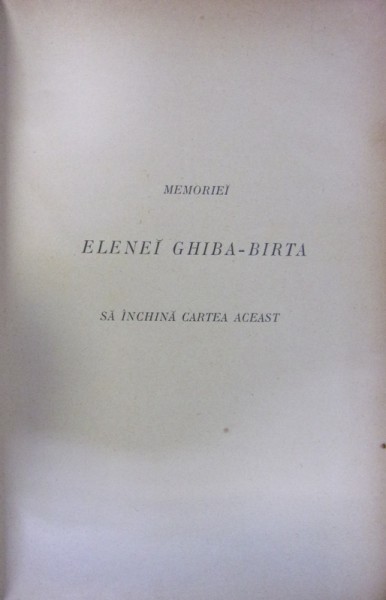 MEMORIEĬ
ELENEĬ GHIBA-BIRTA
SĂ ÎNCHINĂ CARTEA ACEAST